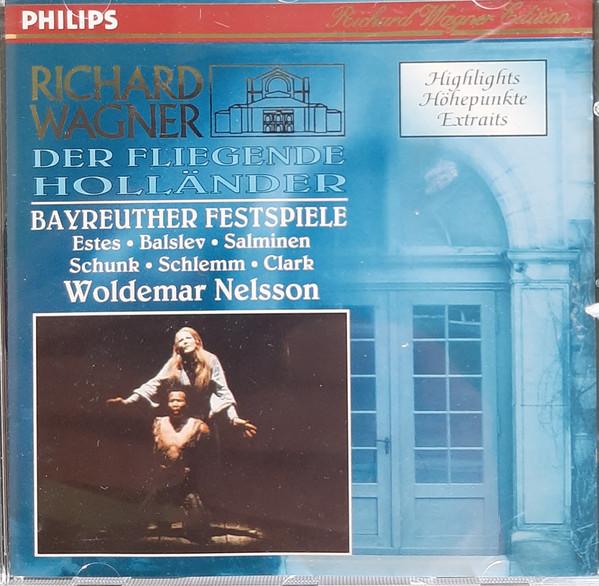 PHILIPS
Richard Wagner Edition
RICHARD
WAGNER
Highlights
Höhepunkte
Extraits
DER FLIEGENDE
HOLLÄNDER
BAYREUTHER FESTSPIELE
Estes • Balslev • Salminen
Schunk • Schlemm • Clark
Woldemar Nelsson